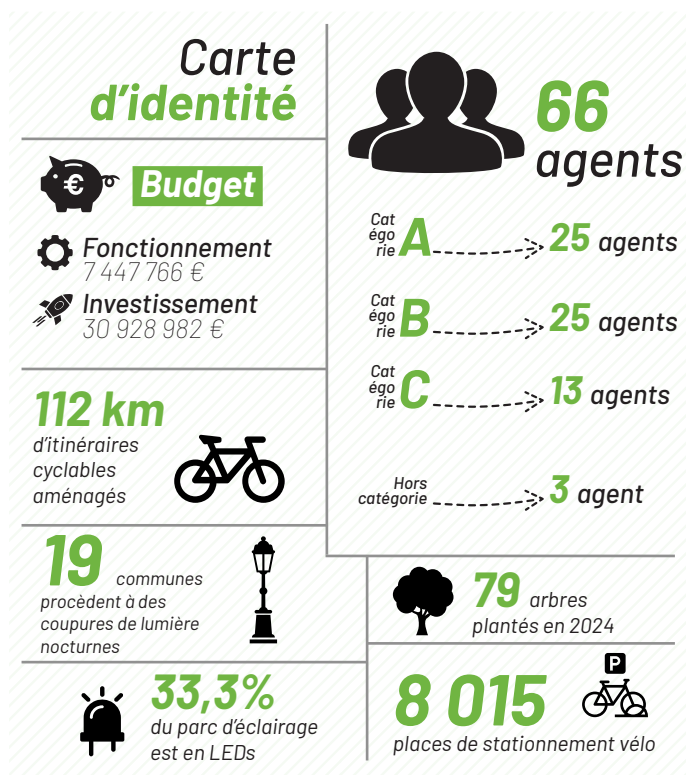 Carte
d'identité
€
Budget
Fonctionnement
7 447 766 €
Investissement
30 928 982 €
112 km
d'itinéraires
cyclables
aménagés
19 communes
procèdent à des
coupures de lumière
nocturnes
33,3%
du parc d'éclairage
est en LEDs
66
agents
Cat
égo
rie A 25 agents
Cat
égo
rie B 25 agents
Cat
égo
rie C 13 agents
Hors
catégorie 3 agent
79 arbres
plantés en 2024
P
8 015
places de stationnement vélo